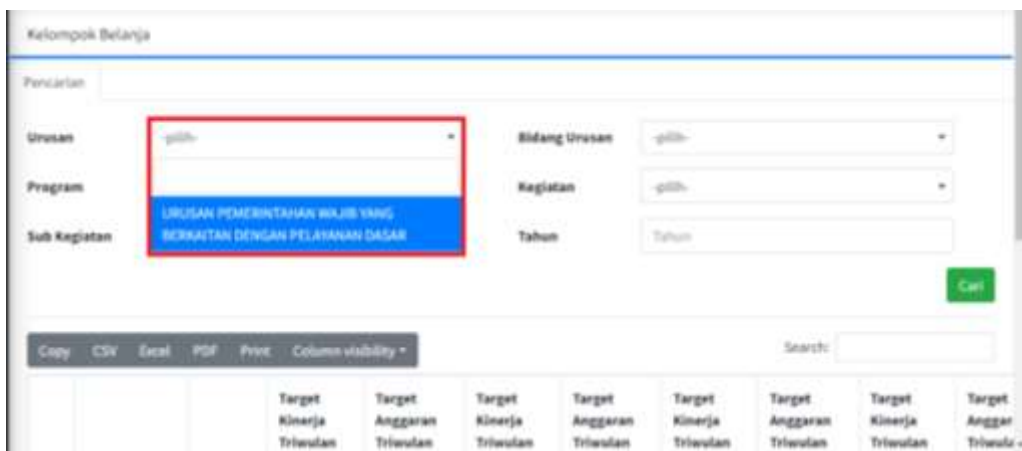 Kelompok Belanja
Pencarian
Urusan -pilih- Bidang Urusan -pilih-
Program Kegiatan -pilih-
URUSAN PEMERINTAHAN WAJIB YANG
BERKAITAN DENGAN PELAYANAN DASAR
Sub Kegiatan Tahun Tahun
Cari
Copy CSV Excel PDF Print Column visibility Search:
Target Target Target Target Target Target Target Target
Kinerja Anggaran Kinerja Anggaran Kinerja Anggaran Kinerja Anggar
Triwulan Triwulan Triwulan Triwulan Triwulan Triwulan Triwulan Triwula